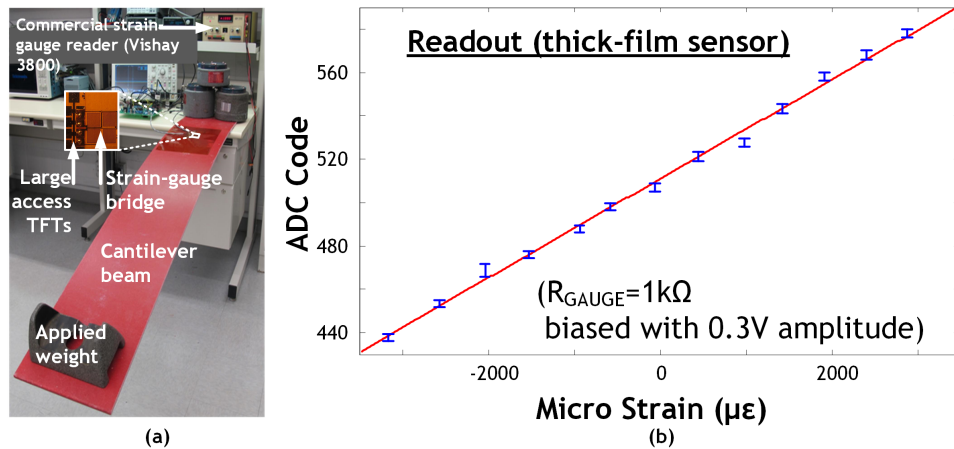 Commercial strain-
gauge reader (Vishay
3800)
Large
access
TFTs
Strain-gauge
bridge
Cantilever
beam
Applied
weight
(a)
Readout (thick-film sensor)
ADC Code
560
520
480
440
(RGAUGE=1kΩ
biased with 0.3V amplitude)
-2000
0
2000
Micro Strain (με)
(b)